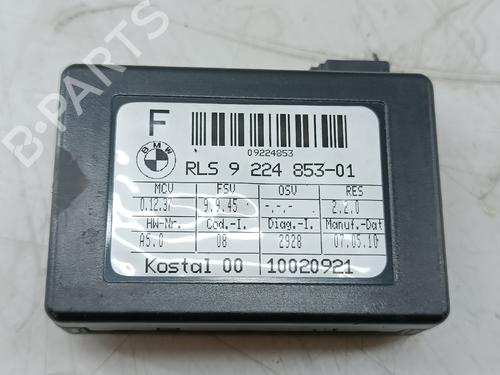 B-PARTS
F
BMW
09224853
RLS 9 224 853-01
MCV FSV OSV RES
0.12.37 9.9.45 -.-.- 2.2.0
HW-Nr. Cod.-I. Diag.-I. Manuf.-Dat
A5.0 08 2928 07.05.10
Kostal 00 10020921